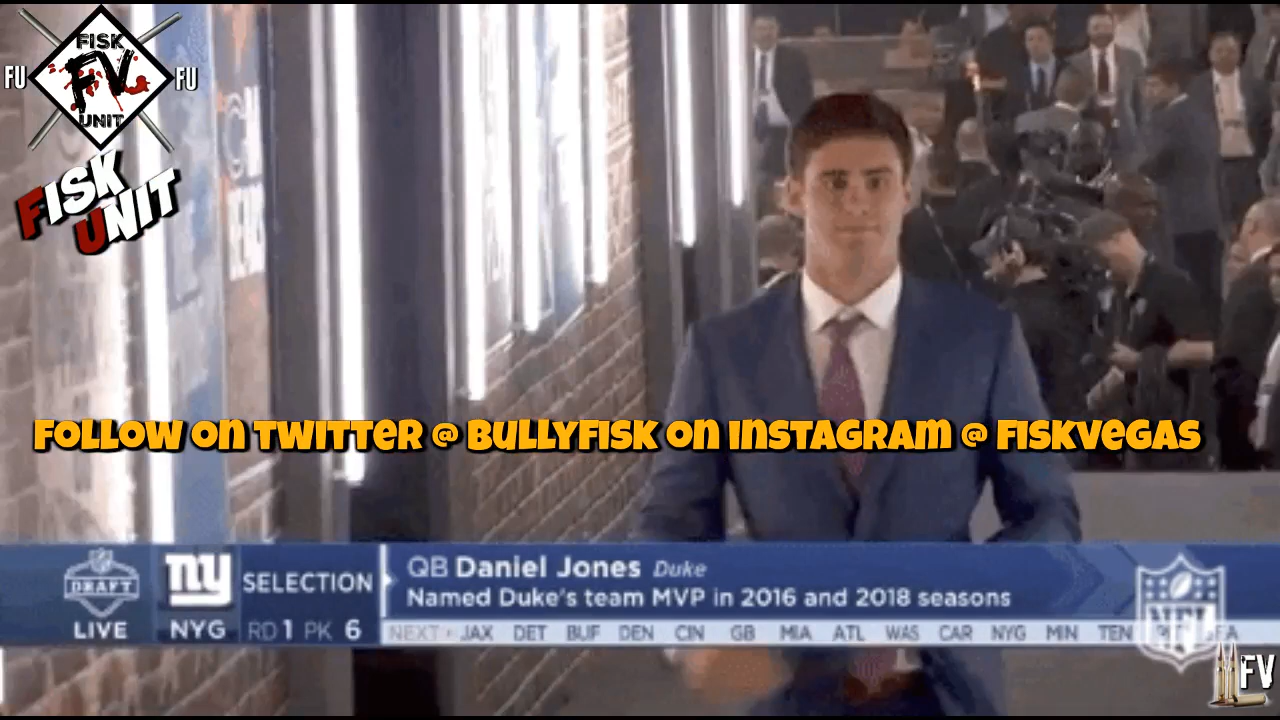 FISK
FU FV FU
UNIT
FISK
UNIT
FOLLOW ON TWITTER @ BULLYFISK ON INSTAGRAM @ FISKVEGAS
QB Daniel Jones Duke
DRAFT ny SELECTION
Named Duke's team MVP in 2016 and 2018 seasons
NFL
LIVE NYG RD 1 PK 6 NEXT JAX DET BUF DEN CIN GB MIA ATL WAS CAR NYG MIN TEN
FV